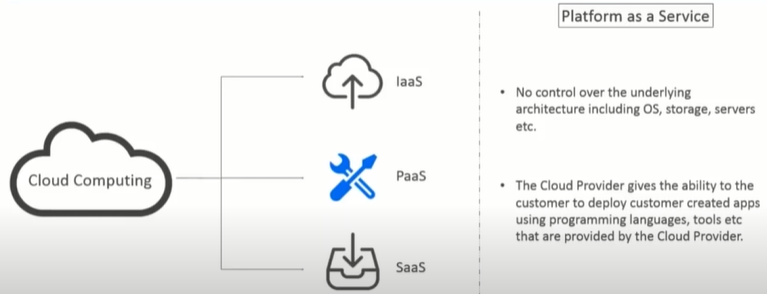 Platform as a Service
Cloud Computing
IaaS
PaaS
SaaS
• No control over the underlying
architecture including OS, storage, servers
etc.
• The Cloud Provider gives the ability to the
customer to deploy customer created apps
using programming languages, tools etc
that are provided by the Cloud Provider.